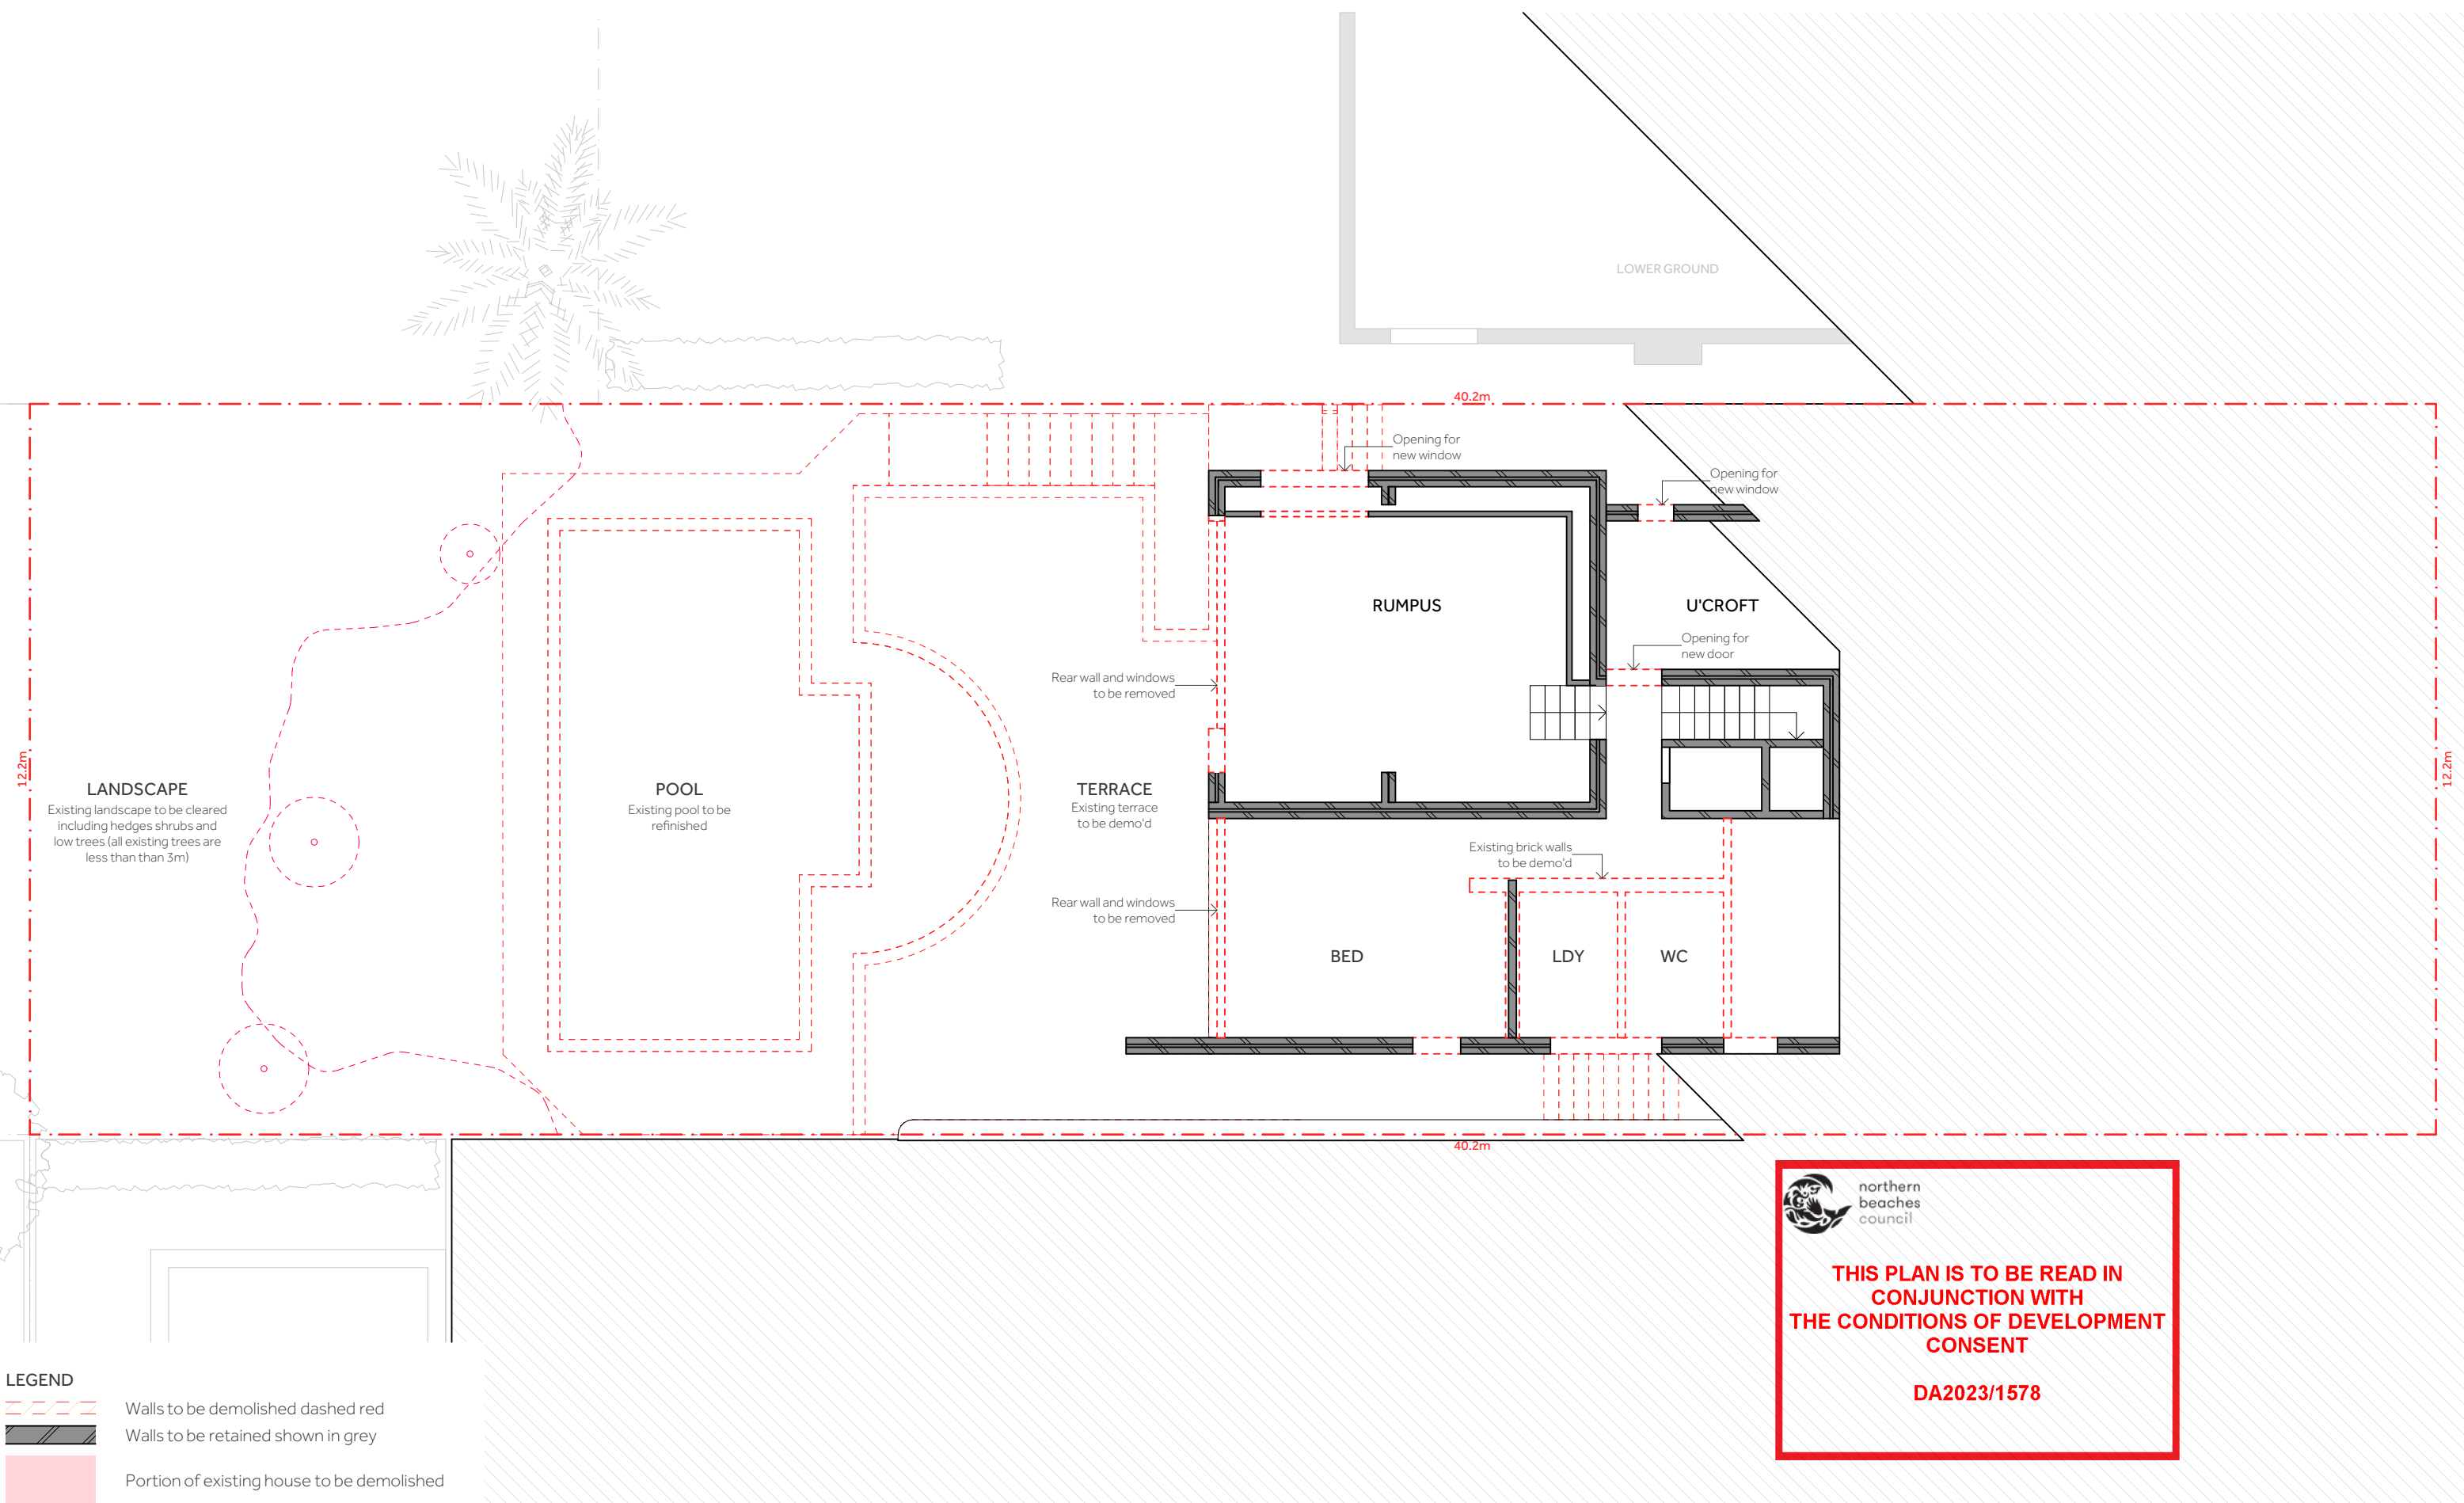 LOWER GROUND
40.2m
Opening for
new window
Opening for
new window
RUMPUS
U'CROFT
Opening for
new door
Rear wall and windows
to be removed
12.2m
LANDSCAPE
Existing landscape to be cleared
including hedges shrubs and
low trees (all existing trees are
less than than 3m)
POOL
Existing pool to be
refinished
TERRACE
Existing terrace
to be demo'd
12.2m
Existing brick walls
to be demo'd
Rear wall and windows
to be removed
BED
LDY
WC
40.2m
northern
beaches
council
THIS PLAN IS TO BE READ IN
CONJUNCTION WITH
THE CONDITIONS OF DEVELOPMENT
CONSENT
DA2023/1578
LEGEND
Walls to be demolished dashed red
Walls to be retained shown in grey
Portion of existing house to be demolished